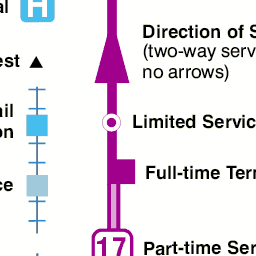 al H
Direction of S
(two-way serv
no arrows)
est
Limited Servic
ail
on
Full-time Terr
ce
17
Part-time Ser